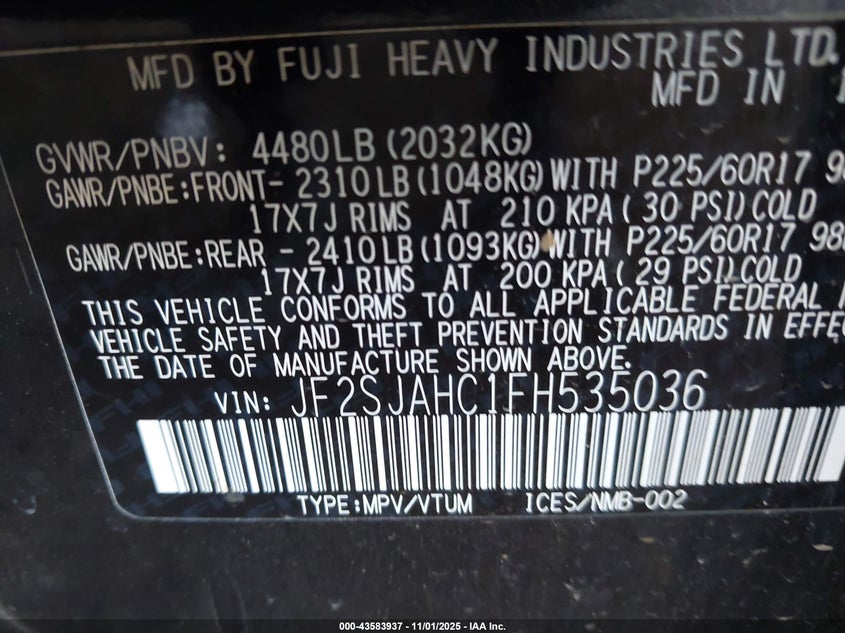 MFD BY FUJI HEAVY INDUSTRIES LTD.
MFD IN
GVWR/PNBV: 4480LB (2032KG)
GAWR/PNBE:FRONT- 2310LB (1048KG) WITH P225/60R17
17X7J RIMS AT 210 KPA ( 30 PSI) COLD
GAWR/PNBE:REAR - 2410LB (1093KG) WITH P225/60R17
17X7J RIMS AT 200 KPA ( 29 PSI) COLD
THIS VEHICLE CONFORMS TO ALL APPLICABLE FEDERAL
VEHICLE SAFETY AND THEFT PREVENTION STANDARDS IN EFFE
THE DATE OF MANUFACTURE SHOWN ABOVE.
VIN: JF2SJAHC1FH535036
TYPE:MPV/VTUM ICES/NMB-002
000-43583937 - 11/01/2025 - IAA Inc.